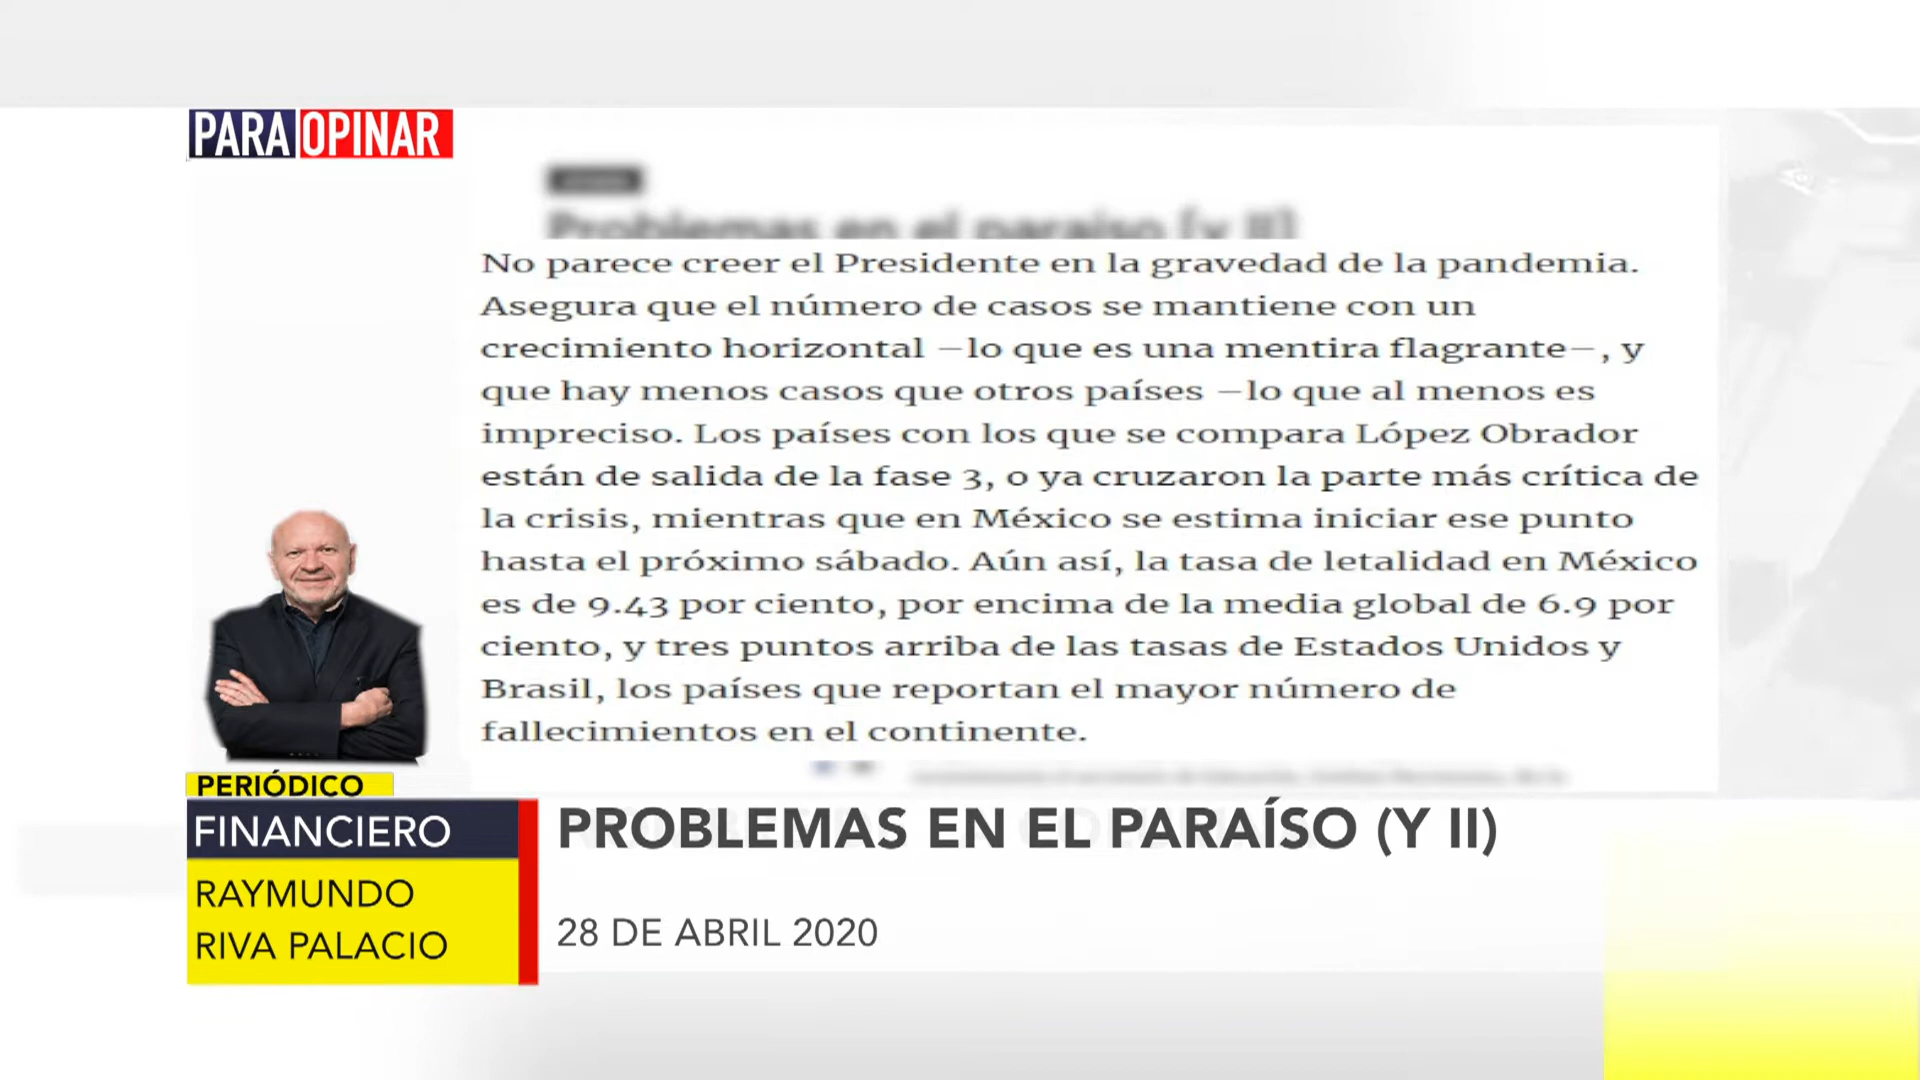 PARA OPINAR
Problemas en el paraíso (y II)
No parece creer el Presidente en la gravedad de la pandemia.
Asegura que el número de casos se mantiene con un
crecimiento horizontal —lo que es una mentira flagrante—, y
que hay menos casos que otros países —lo que al menos es
impreciso. Los países con los que se compara López Obrador
están de salida de la fase 3, o ya cruzaron la parte más crítica de
la crisis, mientras que en México se estima iniciar ese punto
hasta el próximo sábado. Aún así, la tasa de letalidad en México
es de 9.43 por ciento, por encima de la media global de 6.9 por
ciento, y tres puntos arriba de las tasas de Estados Unidos y
Brasil, los países que reportan el mayor número de
fallecimientos en el continente.
PERIÓDICO
FINANCIERO
RAYMUNDO
RIVA PALACIO
PROBLEMAS EN EL PARAÍSO (Y II)
28 DE ABRIL 2020